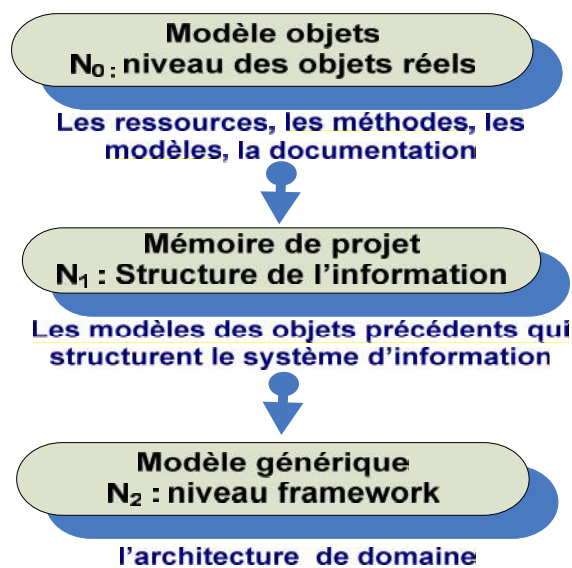 Modèle objets
N₀ : niveau des objets réels
Les ressources, les méthodes, les
modèles, la documentation
Mémoire de projet
N₁ : Structure de l'information
Les modèles des objets précédents qui
structurent le système d'information
Modèle générique
N₂ : niveau framework
l'architecture de domaine